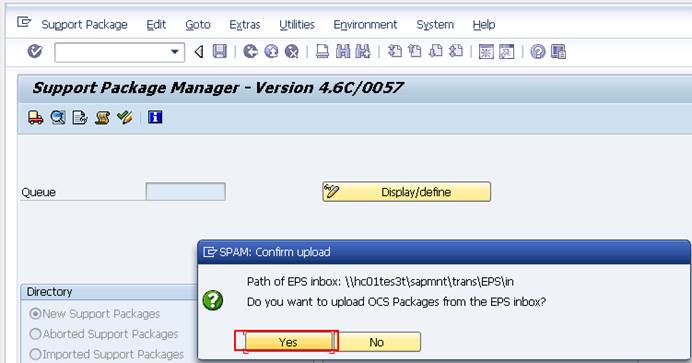 Support Package Edit Goto Extras Utilities Environment System Help
Support Package Manager - Version 4.6C/0057
Queue
Display/define
SPAM: Confirm upload
Path of EPS inbox: \\hc01tes3t\sapmnt\trans\EPS\in
Do you want to upload OCS Packages from the EPS inbox?
Yes No
Directory
New Support Packages
Aborted Support Packages
Imported Support Packages